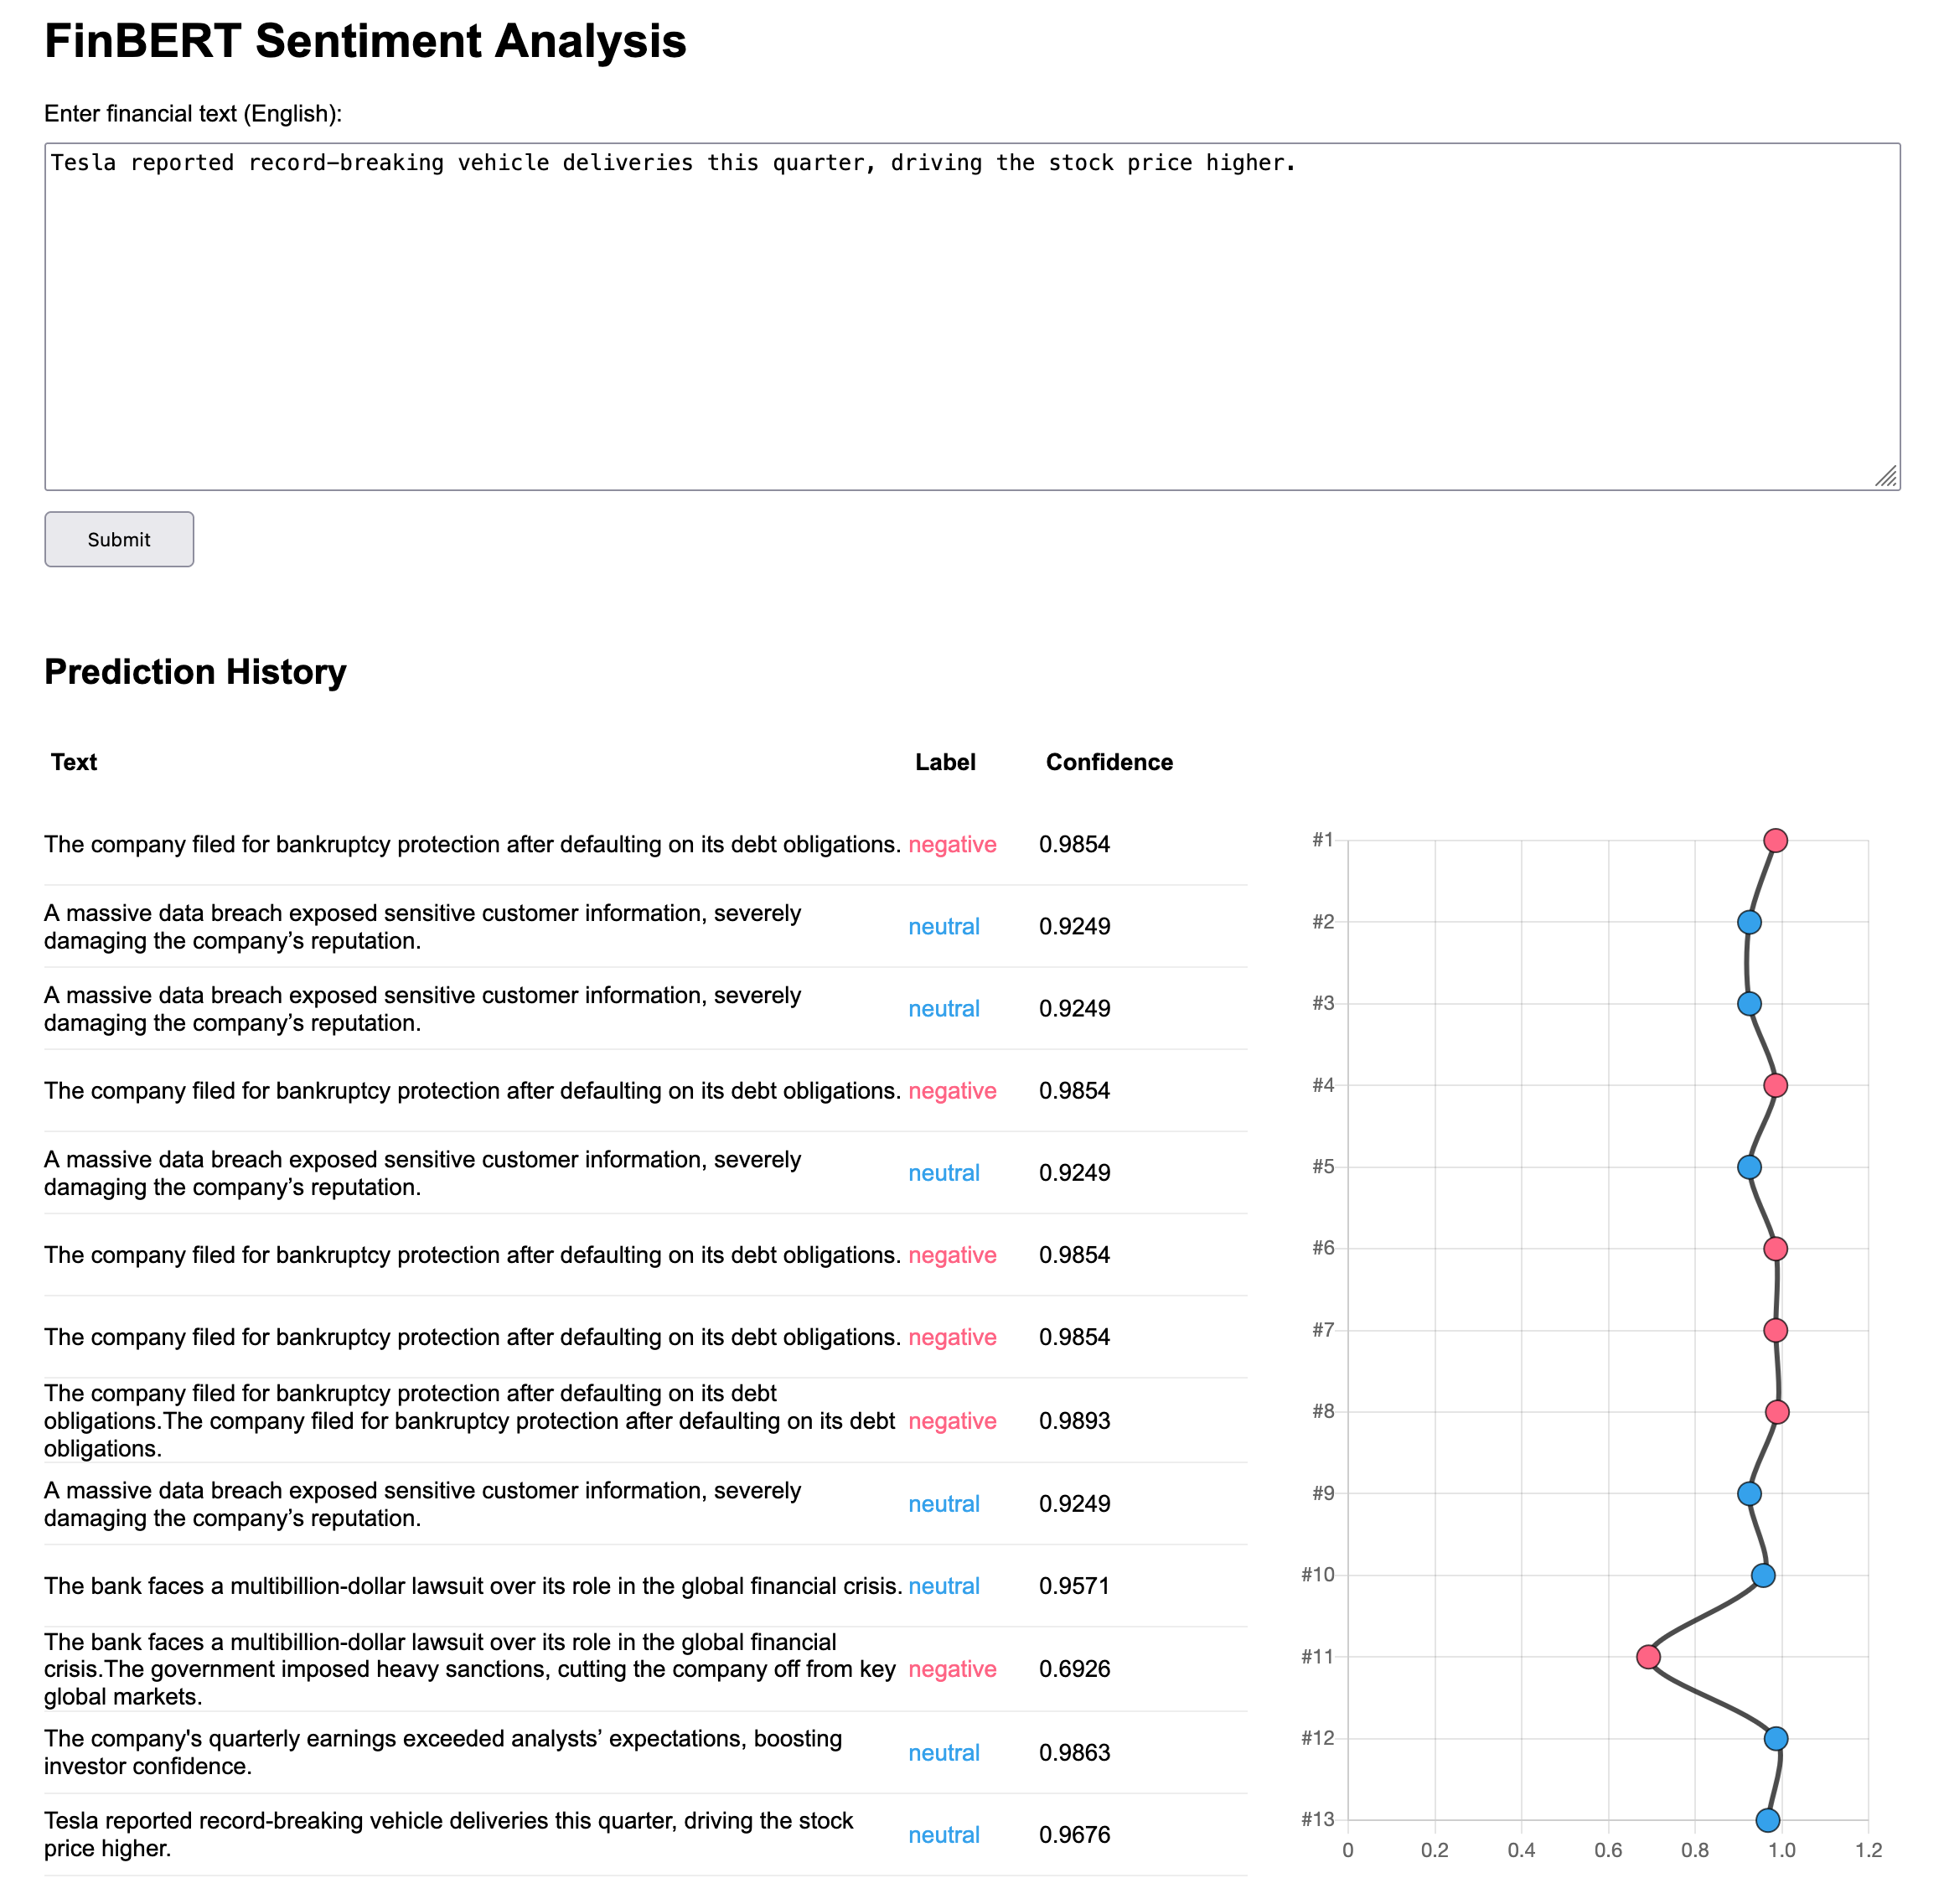 FinBERT Sentiment Analysis
Enter financial text (English):
Tesla reported record-breaking vehicle deliveries this quarter, driving the stock price higher.
Submit
Prediction History
Text Label Confidence
The company filed for bankruptcy protection after defaulting on its debt obligations. negative 0.9854
A massive data breach exposed sensitive customer information, severely
damaging the company’s reputation.
neutral 0.9249
A massive data breach exposed sensitive customer information, severely
damaging the company’s reputation.
neutral 0.9249
The company filed for bankruptcy protection after defaulting on its debt obligations. negative 0.9854
A massive data breach exposed sensitive customer information, severely
damaging the company’s reputation.
neutral 0.9249
The company filed for bankruptcy protection after defaulting on its debt obligations. negative 0.9854
The company filed for bankruptcy protection after defaulting on its debt obligations. negative 0.9854
The company filed for bankruptcy protection after defaulting on its debt
obligations.The company filed for bankruptcy protection after defaulting on its debt
obligations.
negative 0.9893
A massive data breach exposed sensitive customer information, severely
damaging the company’s reputation.
neutral 0.9249
The bank faces a multibillion-dollar lawsuit over its role in the global financial crisis. neutral 0.9571
The bank faces a multibillion-dollar lawsuit over its role in the global financial
crisis.The government imposed heavy sanctions, cutting the company off from key
global markets.
negative 0.6926
The company's quarterly earnings exceeded analysts’ expectations, boosting
investor confidence.
neutral 0.9863
Tesla reported record-breaking vehicle deliveries this quarter, driving the stock
price higher.
neutral 0.9676
#1
#2
#3
#4
#5
#6
#7
#8
#9
#10
#11
#12
#13
0 0.2 0.4 0.6 0.8 1.0 1.2